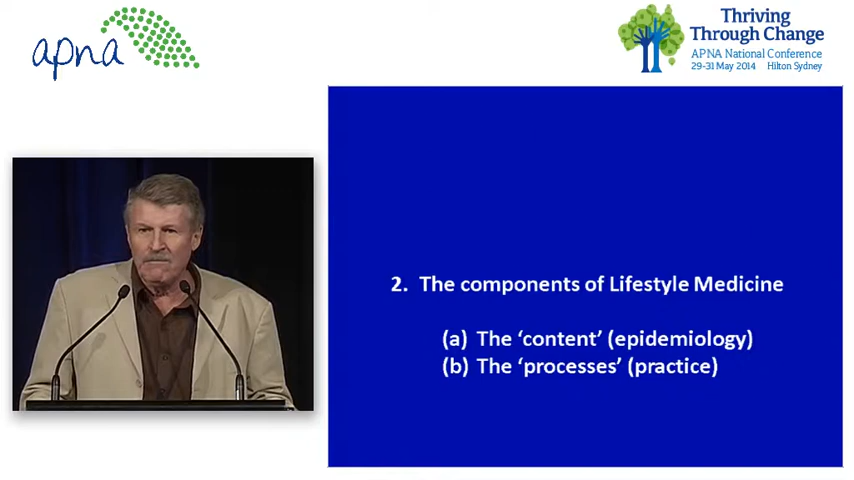 apna
Thriving
Through Change
APNA National Conference
29-31 May 2014 Hilton Sydney
2. The components of Lifestyle Medicine
(a) The ‘content’ (epidemiology)
(b) The ‘processes’ (practice)